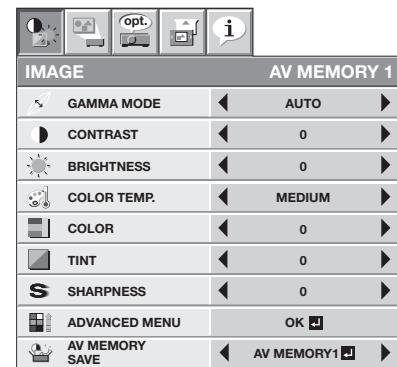 opt.
i
IMAGE AV MEMORY 1
GAMMA MODE AUTO
CONTRAST 0
BRIGHTNESS 0
COLOR TEMP. MEDIUM
COLOR 0
TINT 0
S SHARPNESS 0
ADVANCED MENU OK
AV MEMORY
SAVE AV MEMORY1